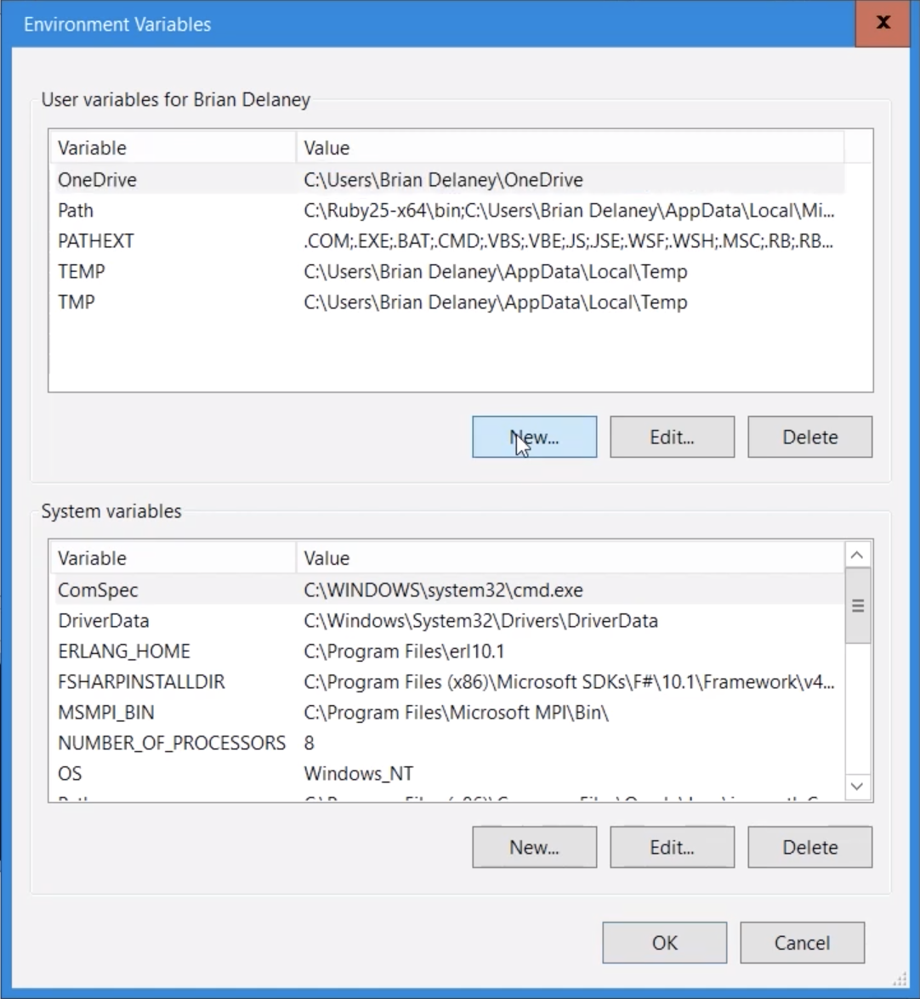 Environment Variables
x
User variables for Brian Delaney
Variable Value
OneDrive C:\Users\Brian Delaney\OneDrive
Path C:\Ruby25-x64\bin;C:\Users\Brian Delaney\AppData\Local\Mi...
PATHEXT .COM;.EXE;.BAT;.CMD;.VBS;.VBE;.JS;.JSE;.WSF;.WSH;.MSC;.RB;.RB...
TEMP C:\Users\Brian Delaney\AppData\Local\Temp
TMP C:\Users\Brian Delaney\AppData\Local\Temp
New... Edit... Delete
System variables
Variable Value
ComSpec C:\WINDOWS\system32\cmd.exe
DriverData C:\Windows\System32\Drivers\DriverData
ERLANG_HOME C:\Program Files\erl10.1
FSHARPINSTALLDIR C:\Program Files (x86)\Microsoft SDKs\F#\10.1\Framework\v4...
MSMPI_BIN C:\Program Files\Microsoft MPI\Bin\
NUMBER_OF_PROCESSORS 8
OS Windows_NT
New... Edit... Delete
OK Cancel